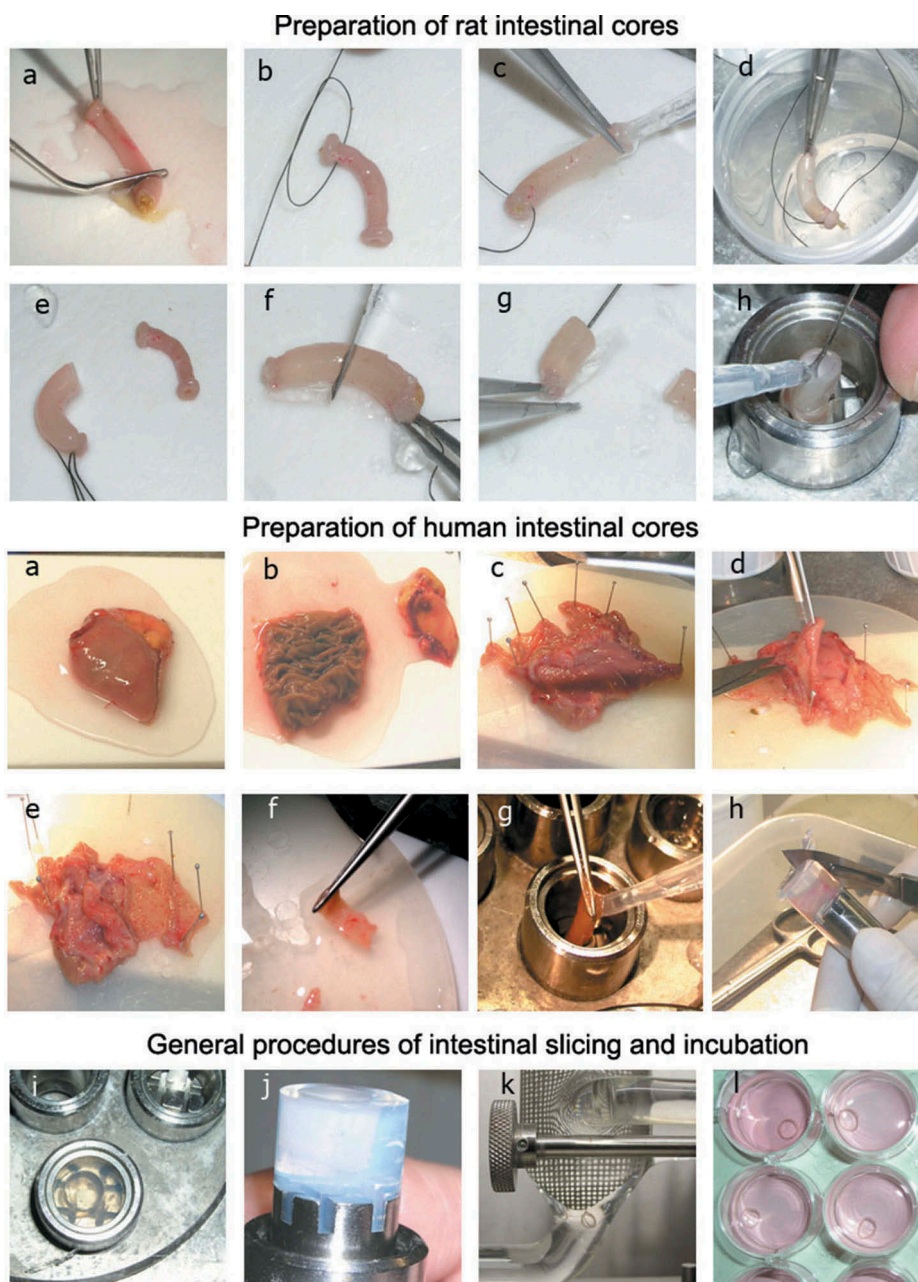 Preparation of rat intestinal cores
a
b
c
d
e
f
g
h
Preparation of human intestinal cores
a
b
c
d
e
f
g
h
General procedures of intestinal slicing and incubation
i
j
k
l